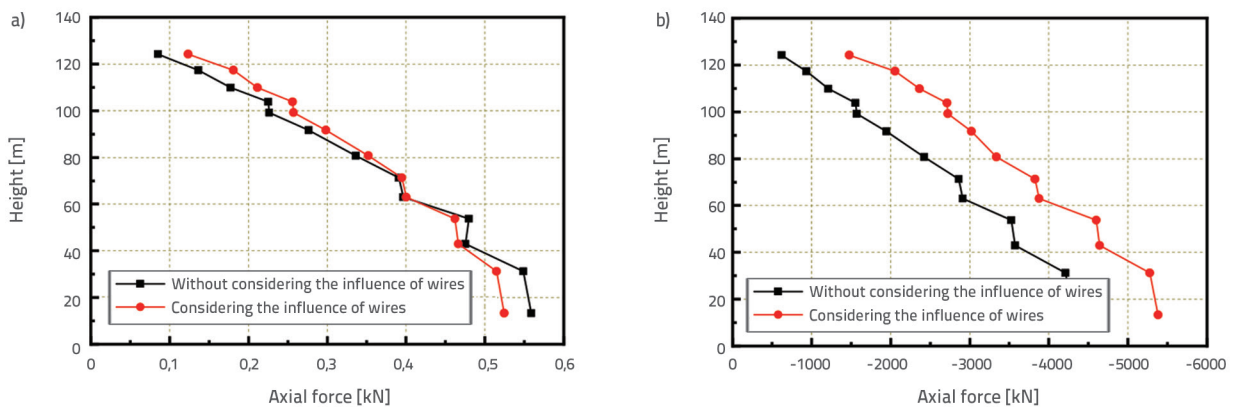 a)
140
120
100
80
60
40
20
0
Height [m]
Without considering the influence of wires
Considering the influence of wires
0 0,1 0,2 0,3 0,4 0,5 0,6
Axial force [kN]
b)
140
120
100
80
60
40
20
0
Height [m]
Without considering the influence of wires
Considering the influence of wires
0 -1000 -2000 -3000 -4000 -5000 -6000
Axial force [kN]